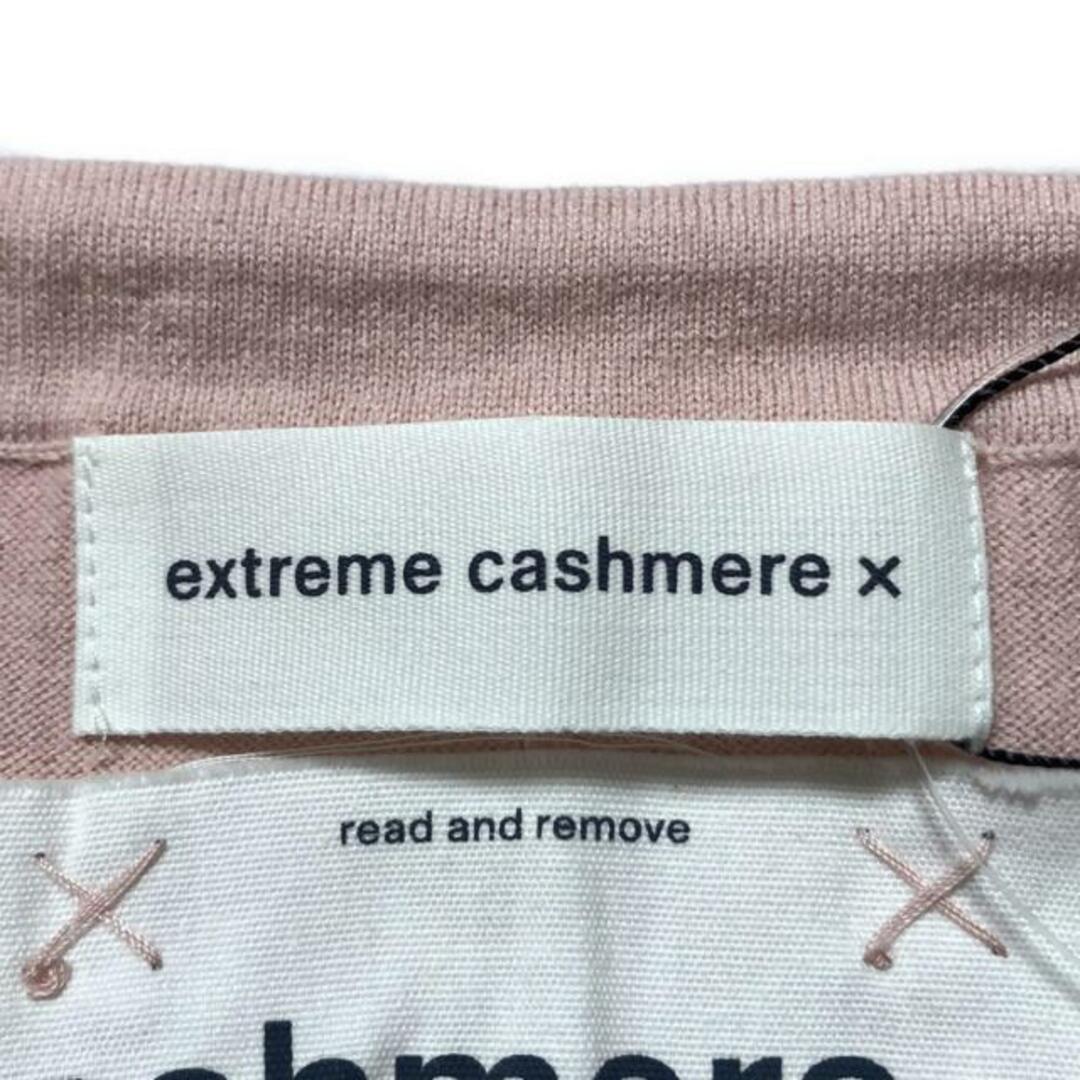 extreme cashmere ×
read and remove